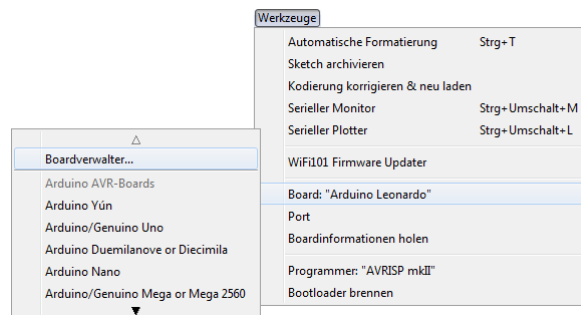 Werkzeuge
Automatische Formatierung Strg+T
Sketch archivieren
Kodierung korrigieren & neu laden
Serieller Monitor Strg+Umschalt+M
Serieller Plotter Strg+Umschalt+L
WiFi101 Firmware Updater
Board: "Arduino Leonardo"
Port
Boardinformationen holen
Programmer: "AVRISP mkII"
Bootloader brennen
Boardverwalter...
Arduino AVR-Boards
Arduino Yún
Arduino/Genuino Uno
Arduino Duemilanove or Diecimila
Arduino Nano
Arduino/Genuino Mega or Mega 2560